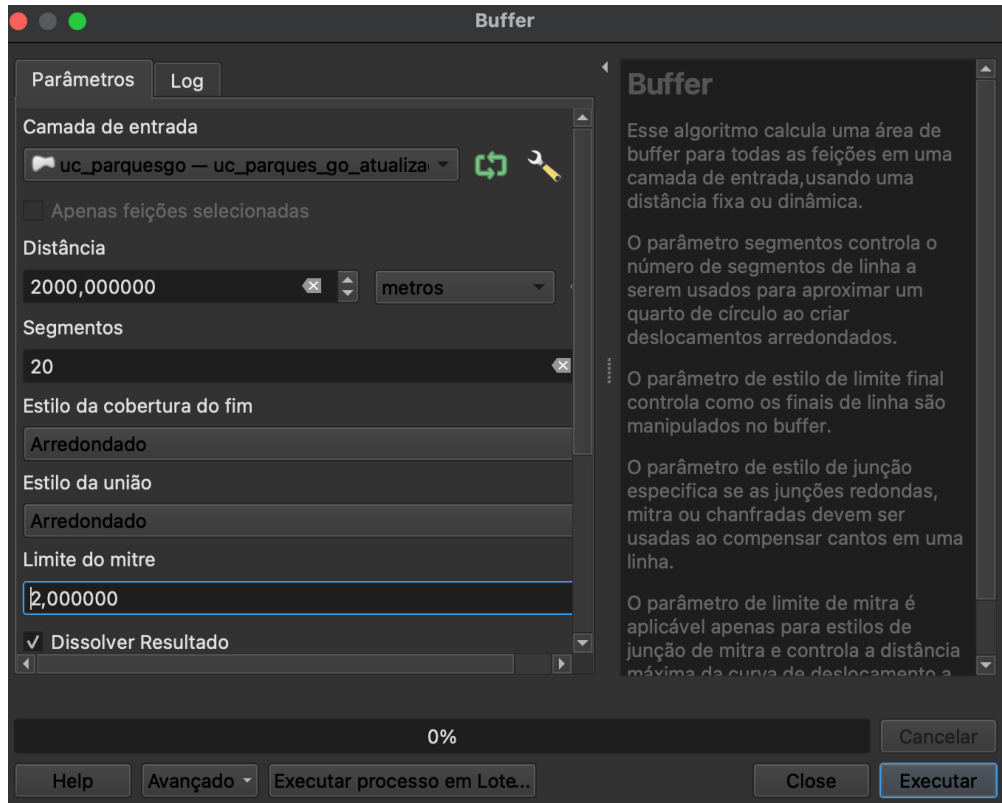 Buffer
Parâmetros
Log
Camada de entrada
uc_parquesgo — uc_parques_go_atualiza
Apenas feições selecionadas
Distância
2000,000000
metros
Segmentos
20
Estilo da cobertura do fim
Arredondado
Estilo da união
Arredondado
Limite do mitre
2,000000
Dissolver Resultado
Buffer
Esse algoritmo calcula uma área de
buffer para todas as feições em uma
camada de entrada,usando uma
distância fixa ou dinâmica.
O parâmetro segmentos controla o
número de segmentos de linha a
serem usados para aproximar um
quarto de círculo ao criar
deslocamentos arredondados.
O parâmetro de estilo de limite final
controla como os finais de linha são
manipulados no buffer.
O parâmetro de estilo de junção
especifica se as junções redondas,
mitra ou chanfradas devem ser
usadas ao compensar cantos em uma
linha.
O parâmetro de limite de mitra é
aplicável apenas para estilos de
junção de mitra e controla a distância
máxima da curva de deslocamento a
0%
Cancelar
Help
Avançado
Executar processo em Lote...
Close
Executar